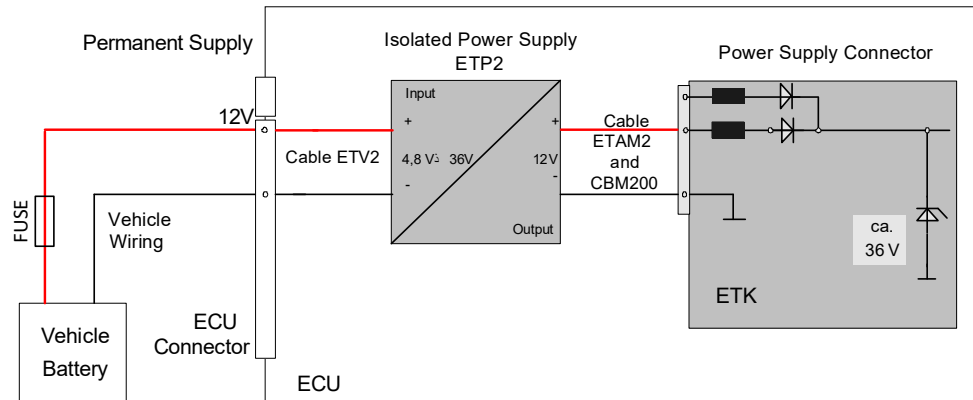 Permanent Supply
Isolated Power Supply
ETP2
Power Supply Connector
Input
12V
+
+
Cable
ETAM2
and
CBM200
Cable ETV2
4,8 V
36V
12V
-
-
FUSE
Vehicle
Wiring
Output
ca.
36 V
ETK
Vehicle
Battery
ECU
Connector
ECU